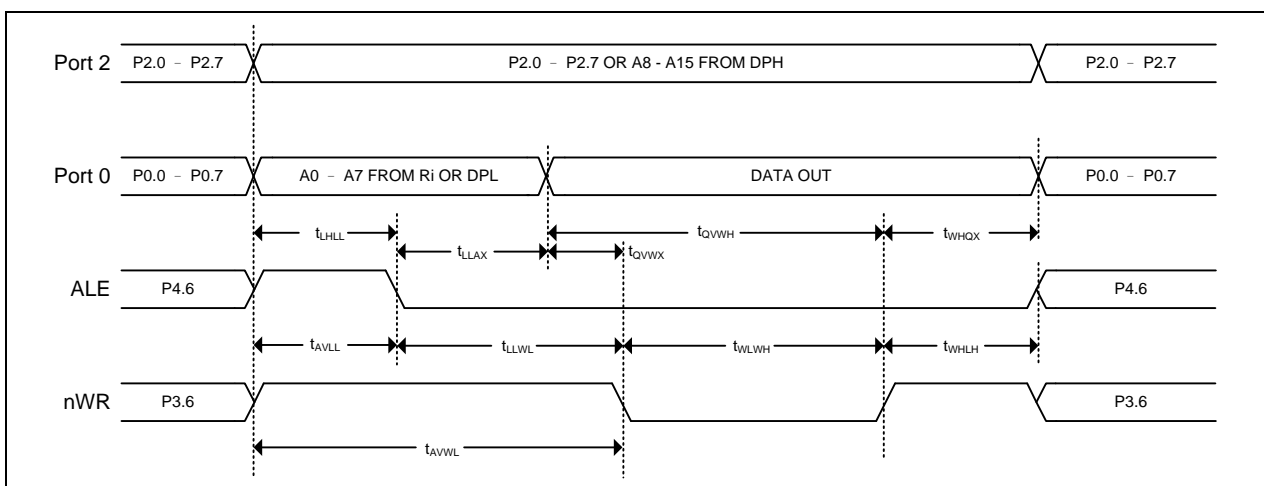 Port 2 P2.0 – P2.7 P2.0 – P2.7 OR A8 - A15 FROM DPH P2.0 – P2.7
Port 0 P0.0 – P0.7 A0 – A7 FROM Ri OR DPL DATA OUT P0.0 – P0.7
tLHLL tQVWH tWHQX
tLLAX tQVWX
ALE P4.6 P4.6
tAVLL tLLWL tWLWH tWHLH
nWR P3.6 P3.6
tAVWL